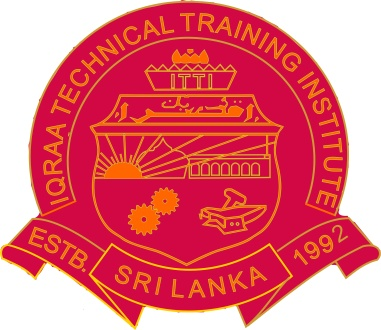 IQRAA TECHNICAL TRAINING INSTITUTE
ITTI
ESTB.
SRI LANKA
1992